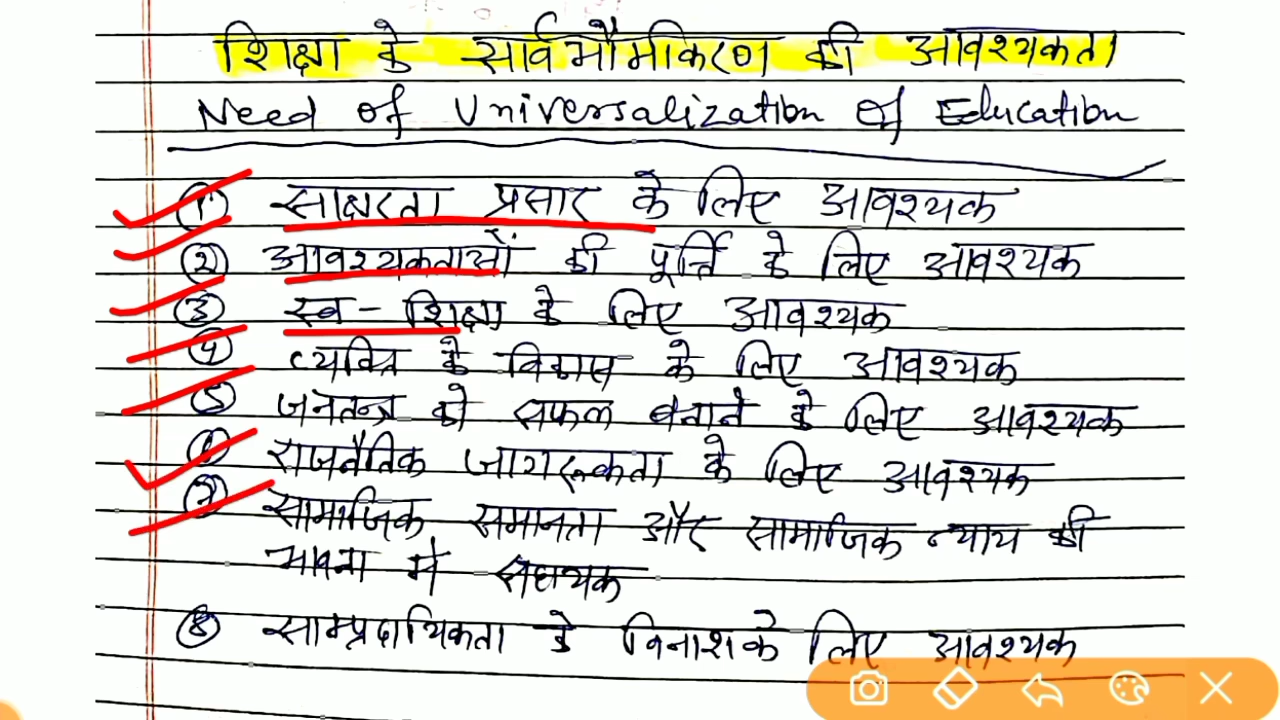 शिक्षा के सार्वभौमीकरण की आवश्यकता
Need of Universalization of Education
① साक्षरता प्रसार के लिए आवश्यक
② आवश्यकताओं की पूर्त्ति के लिए आवश्यक
③ स्व - शिक्षा के लिए आवश्यक
④ व्यक्ति के विकास के लिए आवश्यक
⑤ जनतन्त्र को सफल बनाने के लिए आवश्यक
⑥ राजनैतिक जागरूकता के लिए आवश्यक
⑦ सामाजिक समानता और सामाजिक न्याय की
भावना में सहायक
⑧ साम्प्रदायिकता के विनाश के लिए आवश्यक